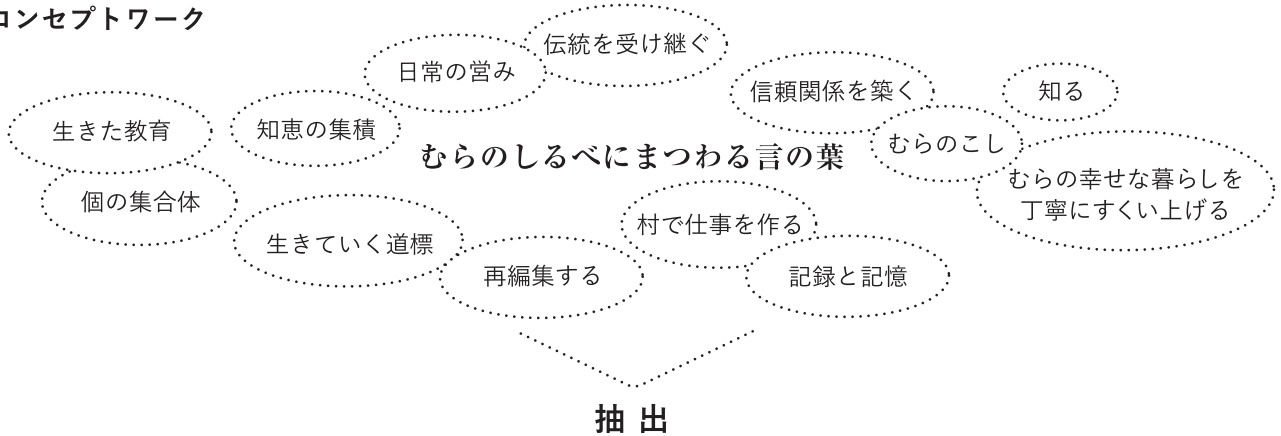 コンセプトワーク
伝統を受け継ぐ
日常の営み
信頼関係を築く
知る
生きた教育
知恵の集積
むらのこし
むらのしるべにまつわる言の葉
むらの幸せな暮らしを
丁寧にすくい上げる
個の集合体
生きていく道標
村で仕事を作る
再編集する
記録と記憶
抽出